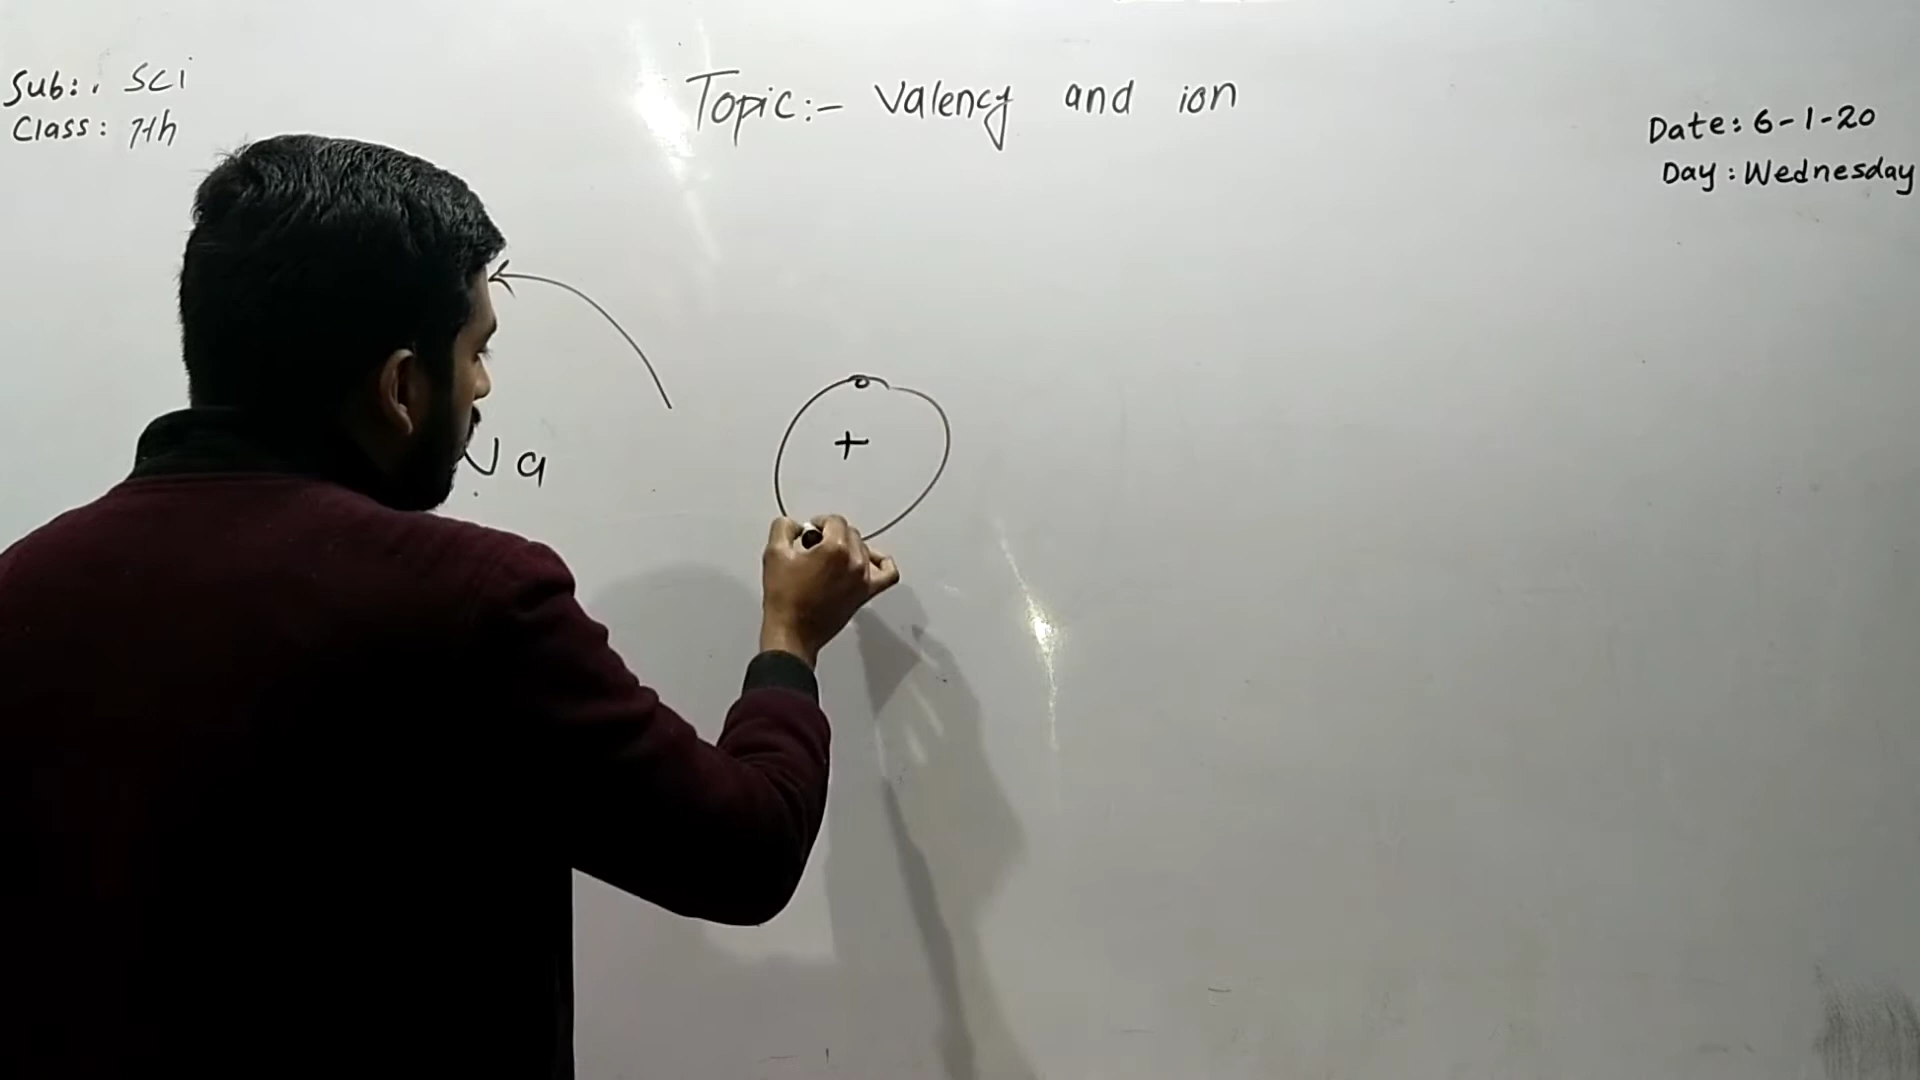 Sub: Sci
Class: 7th
Topic:- Valency and ion
Date: 6-1-20
Day: Wednesday
Na
+